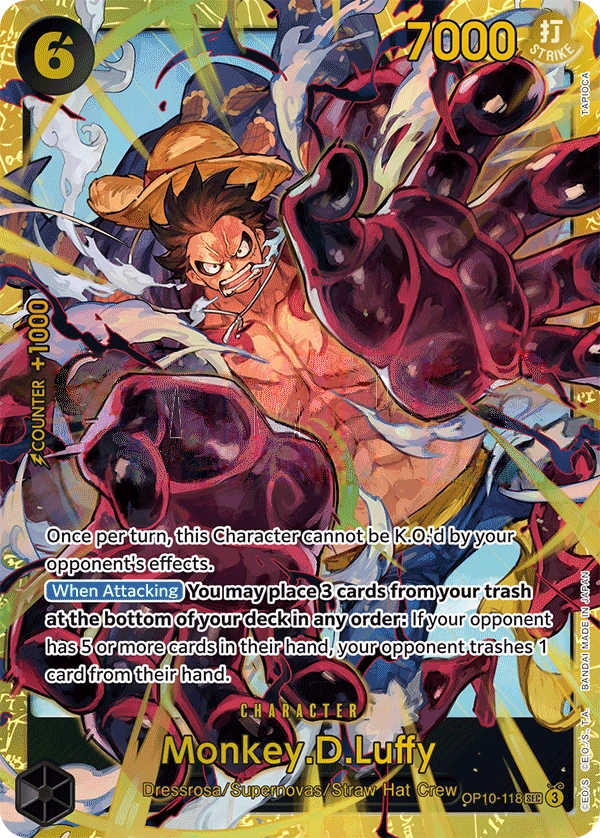 6
7000
打
STRIKE
TAPIOCA
COUNTER +1000
Once per turn, this Character cannot be K.O.'d by your
opponent's effects.
When Attacking You may place 3 cards from your trash
at the bottom of your deck in any order: If your opponent
has 5 or more cards in their hand, your opponent trashes 1
card from their hand.
CHARACTER
Monkey.D.Luffy
Dressrosa/Supernovas/Straw Hat Crew
OP10-118 SEC 3
©E.O/S ©E.O./S., T.A. BANDAI MADE IN JAPAN